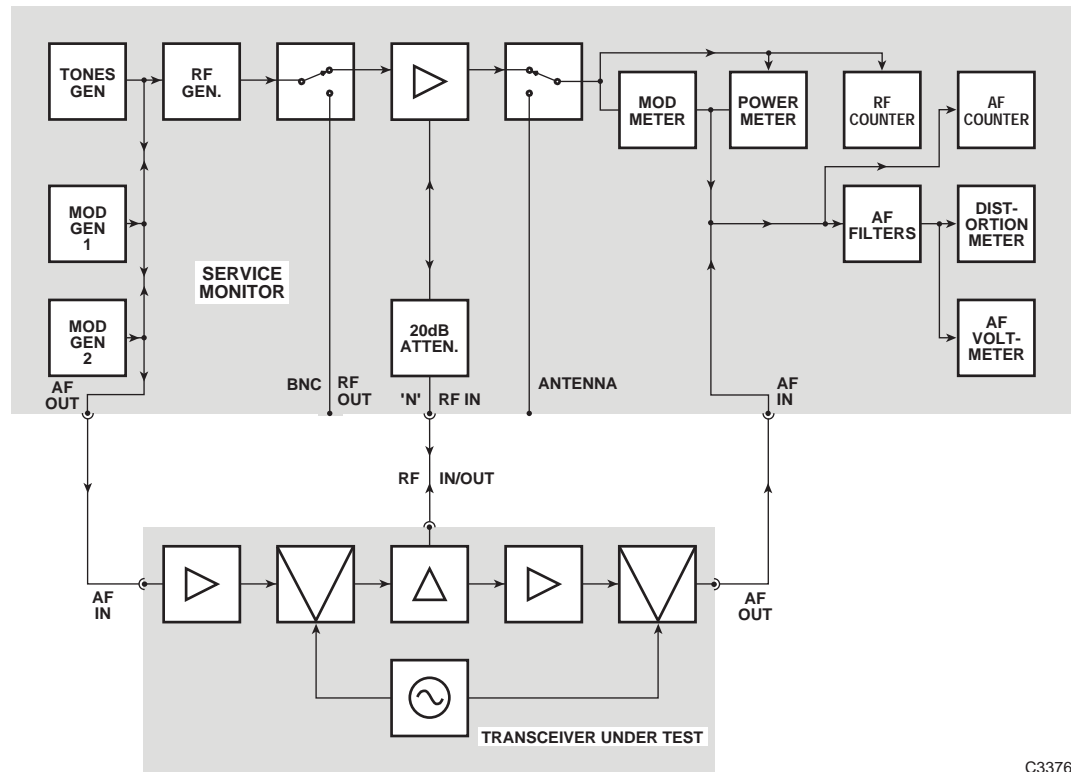 TONES
GEN
RF
GEN.
MOD
METER
POWER
METER
RF
COUNTER
AF
COUNTER
MOD
GEN
1
AF
FILTERS
DIST-
ORTION
METER
SERVICE
MONITOR
MOD
GEN
2
20dB
ATTEN.
AF
VOLT-
METER
AF
OUT
BNC
RF
OUT
'N'
RF IN
ANTENNA
AF
IN
RF
IN/OUT
AF
IN
AF
OUT
TRANSCEIVER UNDER TEST
C3376